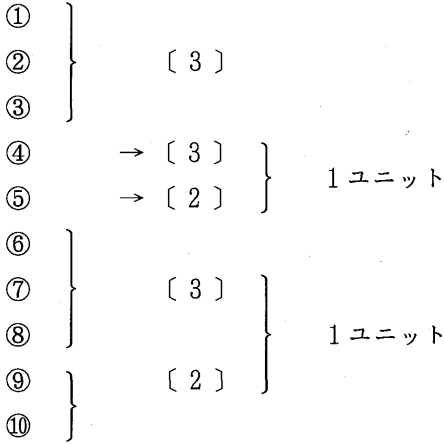 ①
② 〔 3 〕
③
④ → 〔 3 〕
1 ユニット
⑤ → 〔 2 〕
⑥
⑦ 〔 3 〕
⑧ 1 ユニット
⑨ 〔 2 〕
⑩